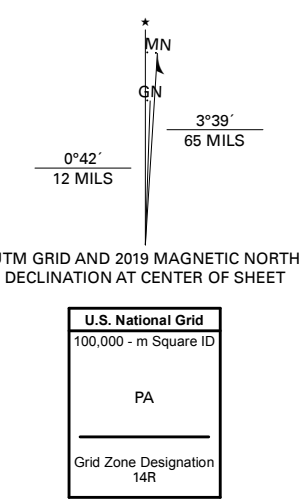 ★
MN
GN
3°39´
65 MILS
0°42´
12 MILS
UTM GRID AND 2019 MAGNETIC NORTH
DECLINATION AT CENTER OF SHEET
U.S. National Grid
100,000 - m Square ID
PA
Grid Zone Designation
14R